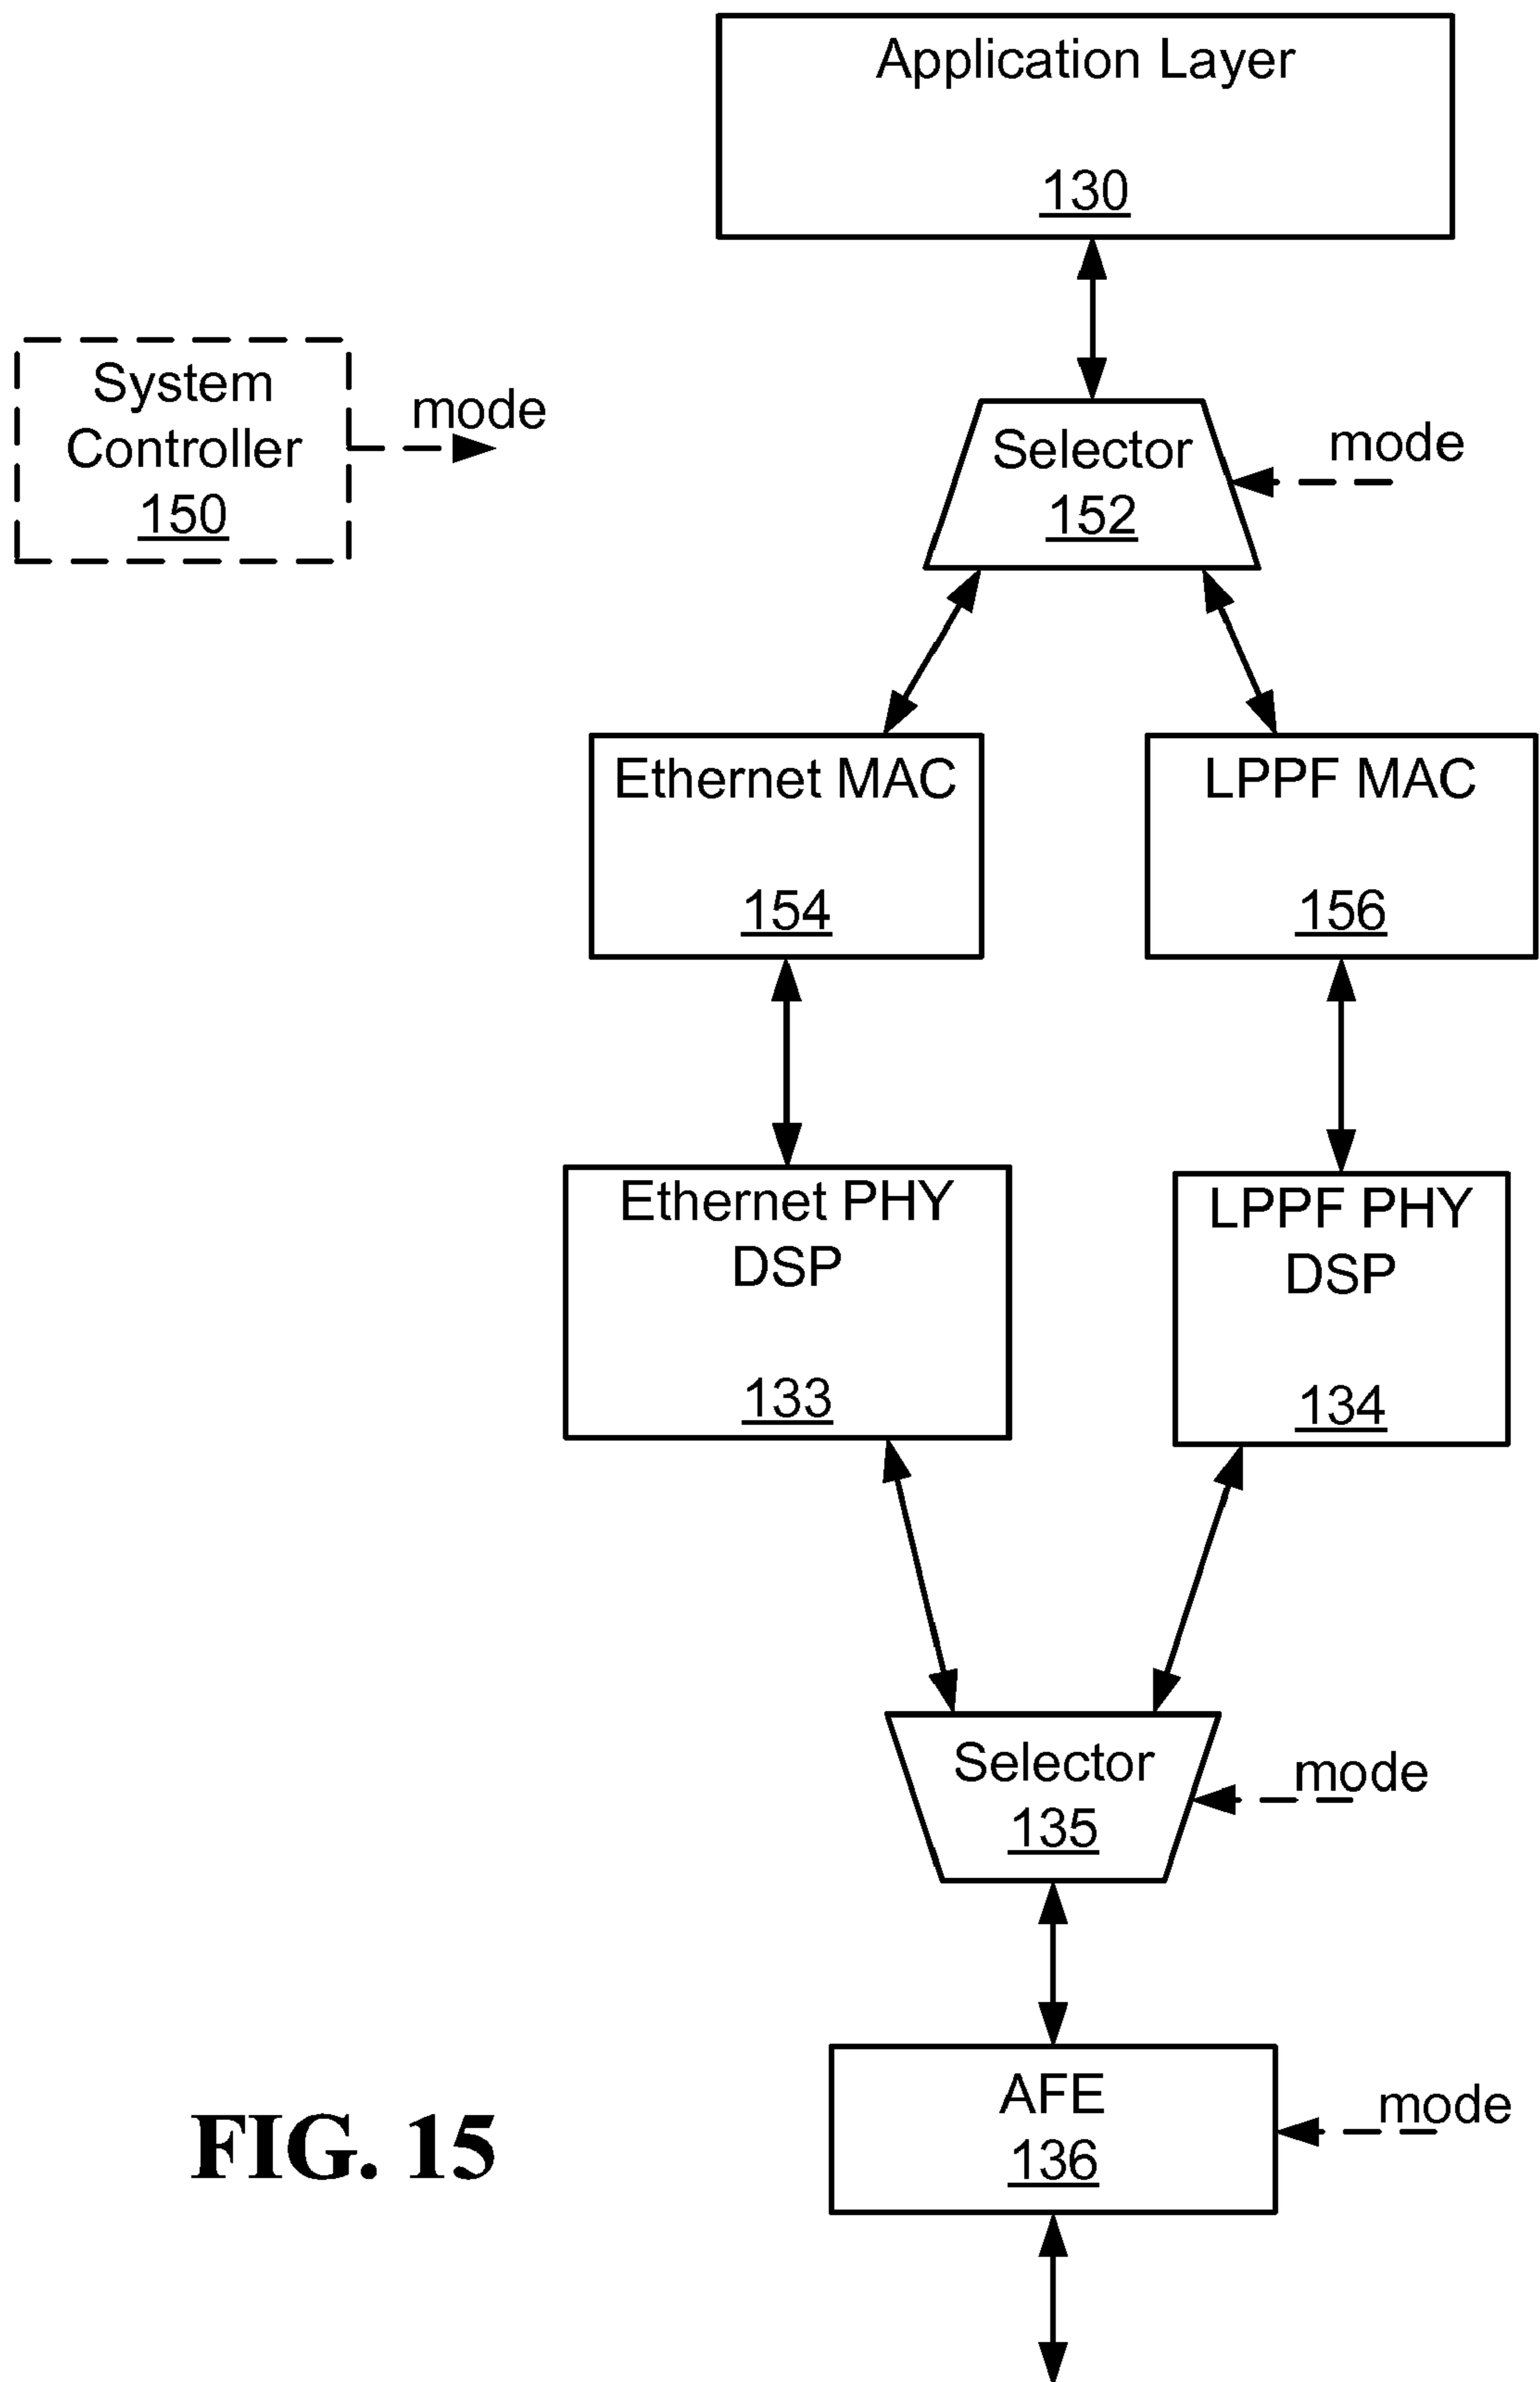 Application Layer
130
System
Controller
150
mode
Selector
152
mode
Ethernet MAC
154
LPPF MAC
156
Ethernet PHY
DSP
133
LPPF PHY
DSP
134
Selector
135
mode
AFE
136
mode
FIG. 15